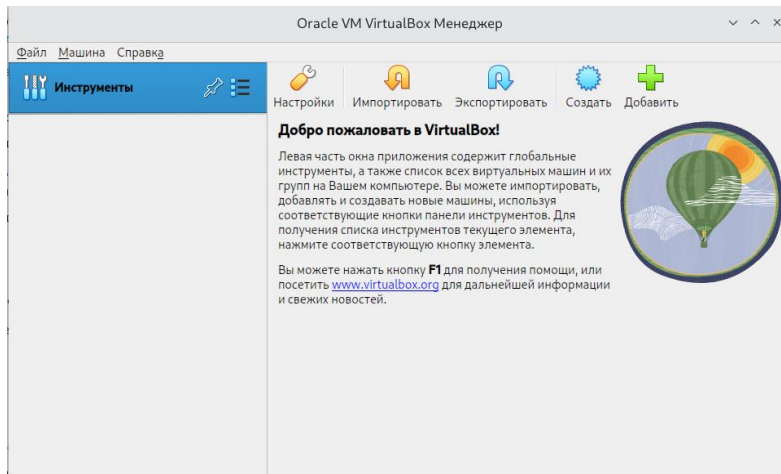 Oracle VM VirtualBox Менеджер
Файл Машина Справка
Инструменты
Настройки Импортировать Экспортировать Создать Добавить
Добро пожаловать в VirtualBox!
Левая часть окна приложения содержит глобальные
инструменты, а также список всех виртуальных машин и их
групп на Вашем компьютере. Вы можете импортировать,
добавлять и создавать новые машины, используя
соответствующие кнопки панели инструментов. Для
получения списка инструментов текущего элемента,
нажмите соответствующую кнопку элемента.
Вы можете нажать кнопку F1 для получения помощи, или
посетить www.virtualbox.org для дальнейшей информации
и свежих новостей.